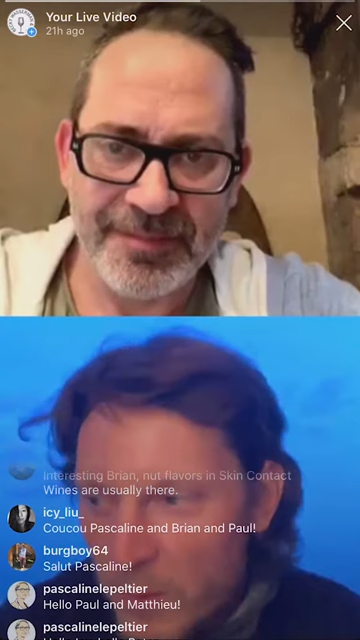 Your Live Video
21h ago
Interesting Brian, nut flavors in Skin Contact
Wines are usually there.
icy_liu_
Coucou Pascaline and Brian and Paul!
burgboy64
Salut Pascaline!
pascalinelepeltier
Hello Paul and Matthieu!
pascalinelepeltier